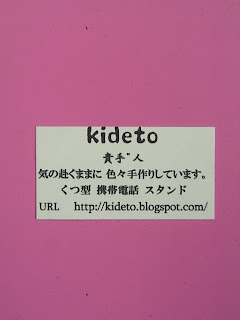 kideto
貴手〃人
気の赴くままに 色々手作りしています。
くつ型 携帯電話 スタンド
URL http://kideto.blogspot.com/